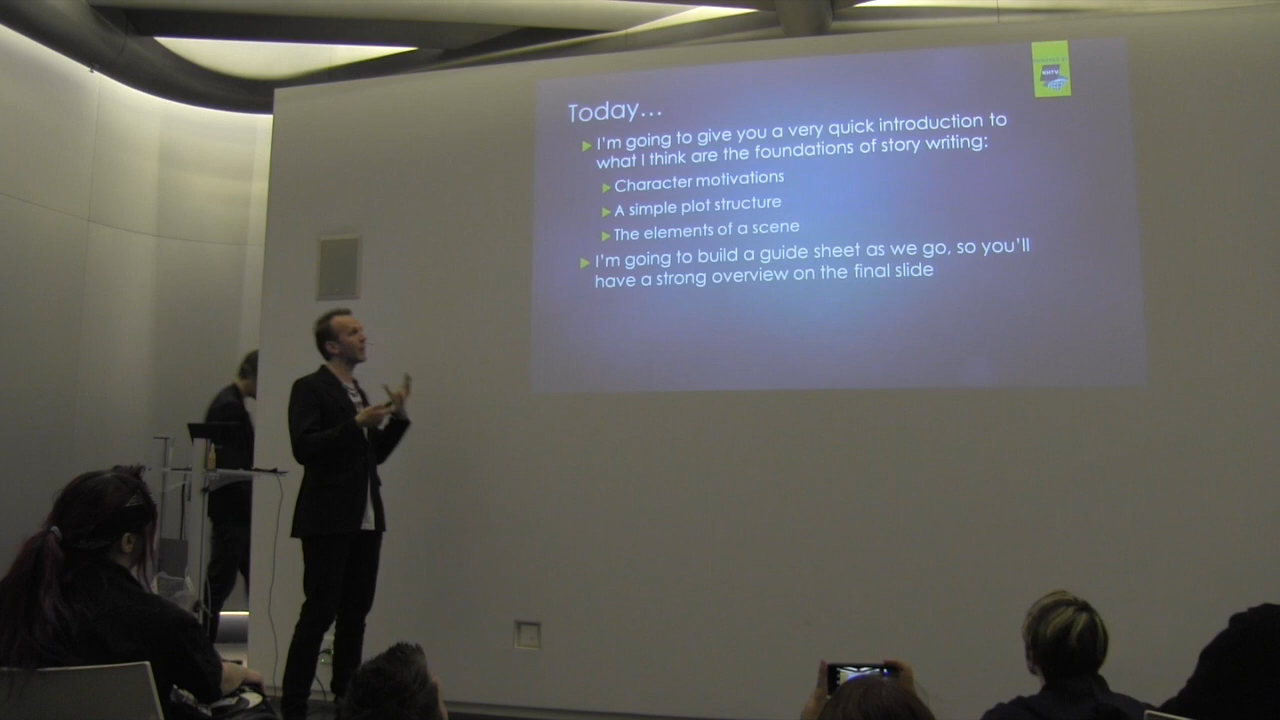 Today…
I'm going to give you a very quick introduction to
what I think are the foundations of story writing:
Character motivations
A simple plot structure
The elements of a scene
I'm going to build a guide sheet as we go, so you'll
have a strong overview on the final slide
NHTV